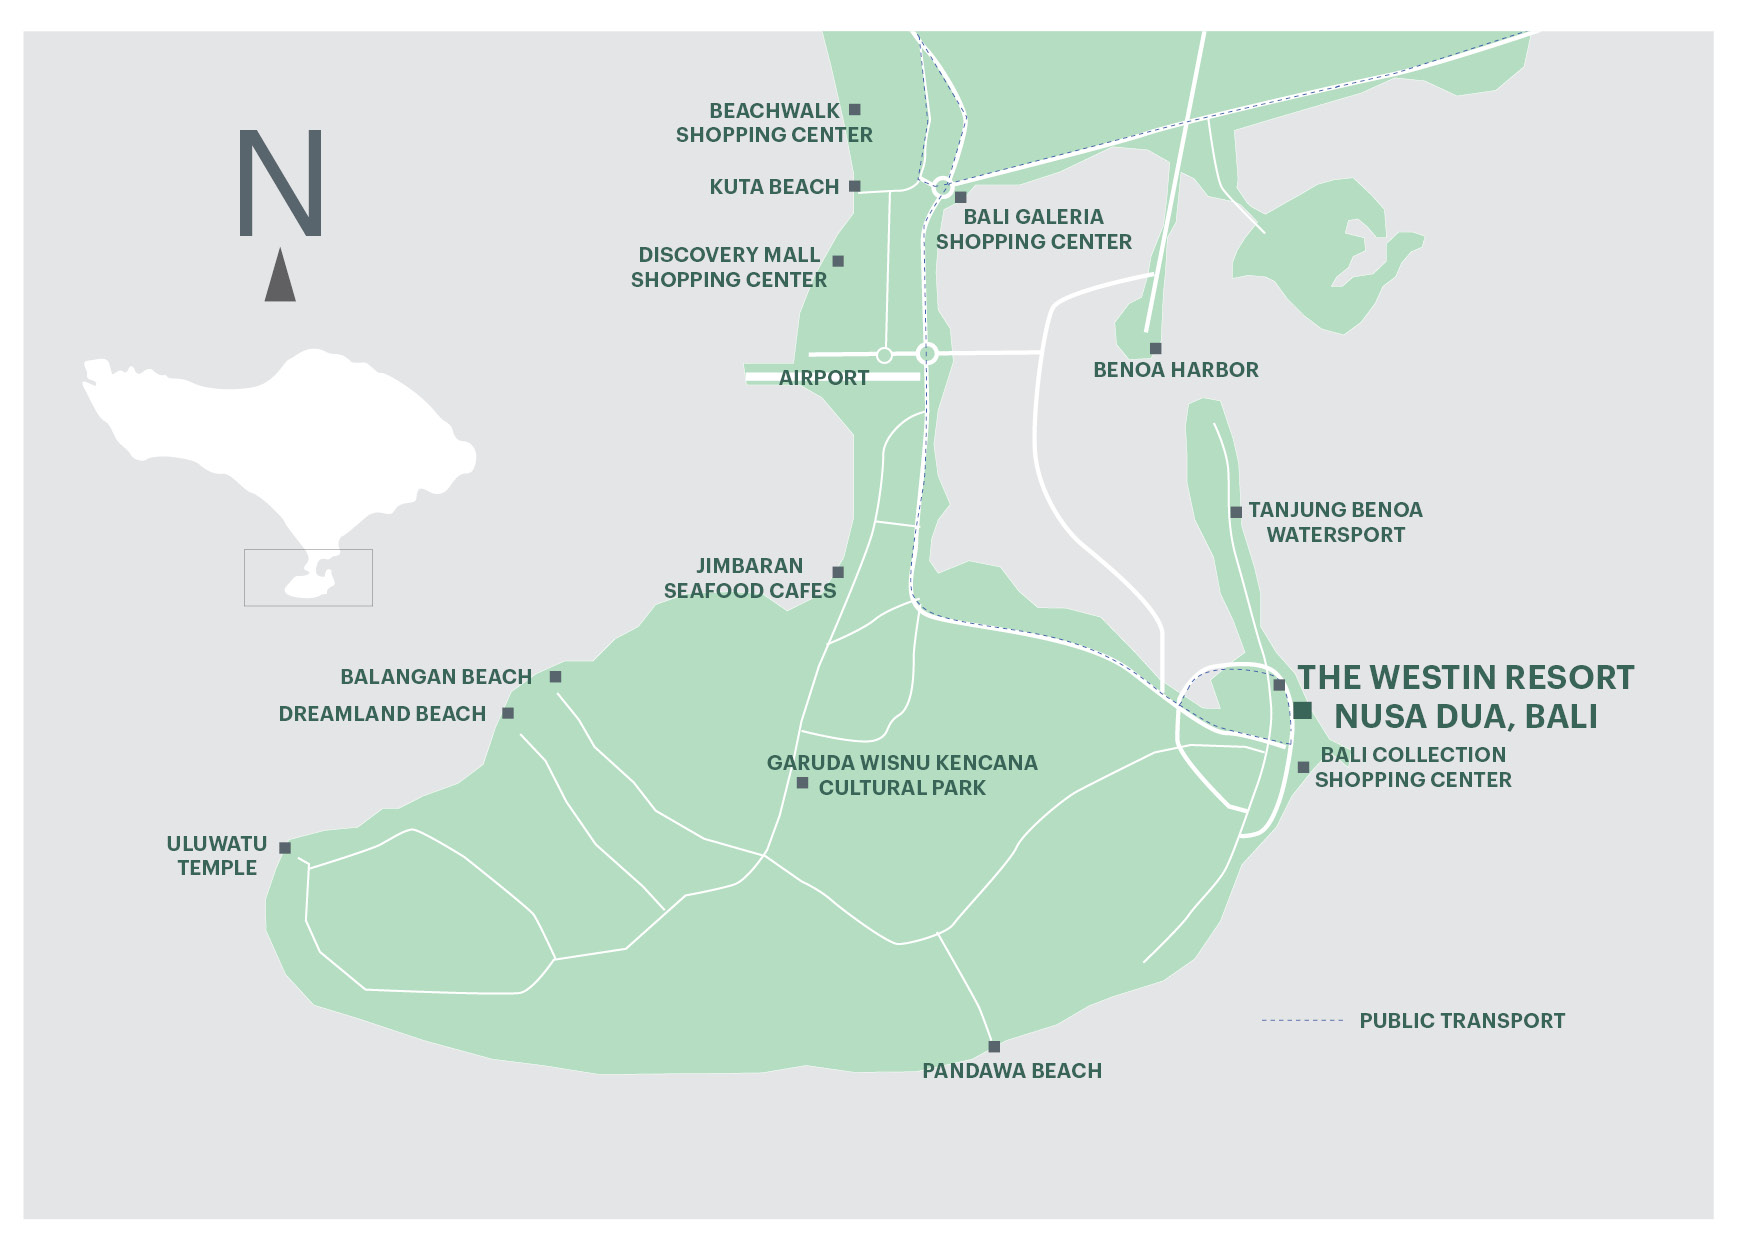 N
BEACHWALK
SHOPPING CENTER
KUTA BEACH
BALI GALERIA
SHOPPING CENTER
DISCOVERY MALL
SHOPPING CENTER
AIRPORT
BENOA HARBOR
TANJUNG BENOA
WATERSPORT
JIMBARAN
SEAFOOD CAFES
BALANGAN BEACH
DREAMLAND BEACH
THE WESTIN RESORT
NUSA DUA, BALI
BALI COLLECTION
SHOPPING CENTER
GARUDA WISNU KENCANA
CULTURAL PARK
ULUWATU
TEMPLE
PUBLIC TRANSPORT
PANDAWA BEACH